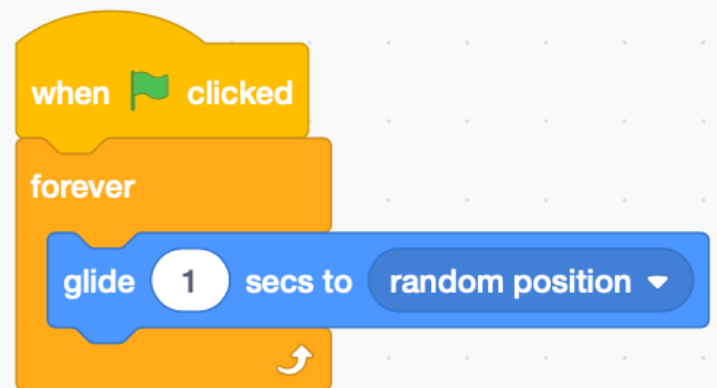 when clicked
forever
glide 1 secs to random position